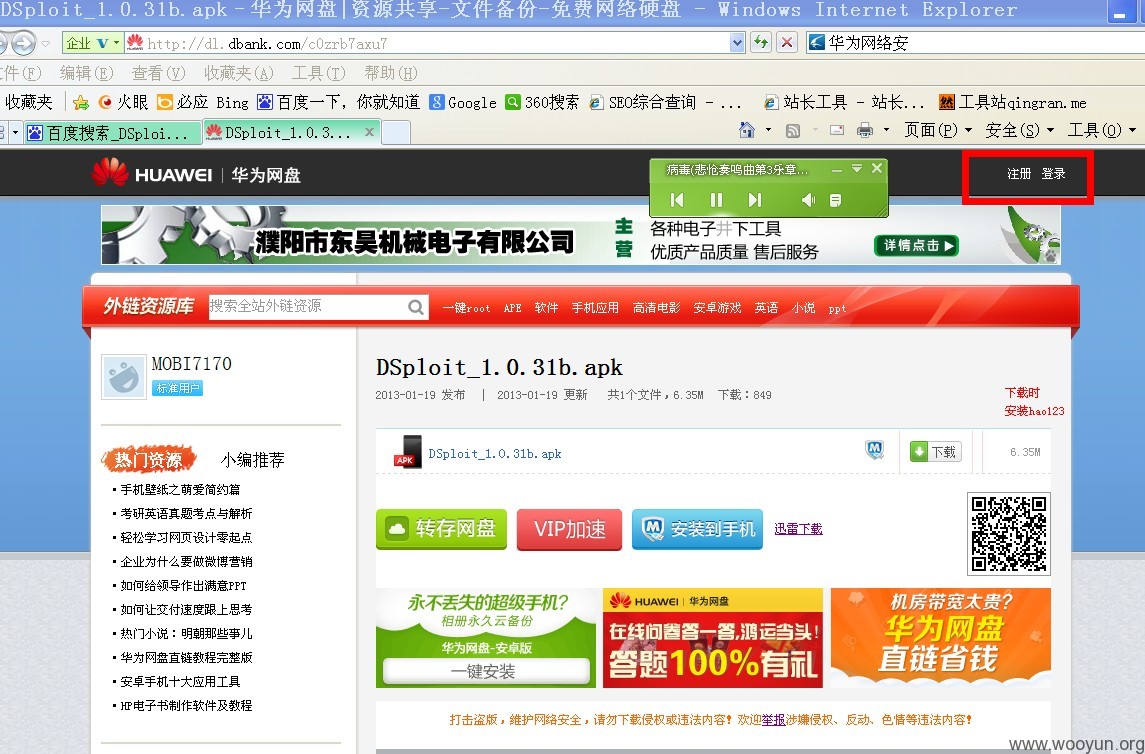 DSploit_1.0.31b.apk-华为网盘|资源共享-文件备份-免费网络硬盘 - Windows Internet Explorer
企业 V http://dl.dbank.com/c0zrb7axu7 华为网络安
件(F) 编辑(E) 查看(V) 收藏夹(A) 工具(T) 帮助(H)
收藏夹 火眼 必应 Bing 百度一下，你就知道 Google 360搜索 SEO综合查询 - ... 站长工具 - 站长... 工具站qingran.me
百度搜索_DSploi... DSploit_1.0.3... 页面(P) 安全(S) 工具(O)
HUAWEI 华为网盘
病毒(悲怆奏鸣曲第3乐章...
注册 登录
濮阳市东昊机械电子有限公司
主营
各种电子井下工具
优质产品质量 售后服务
详情点击
外链资源库 搜索全站外链资源 一键root APK 软件 手机应用 高清电影 安卓游戏 英语 小说 ppt
MOBI7170
标准用户
热门资源 小编推荐
手机壁纸之萌爱简约篇
考研英语真题考点与解析
轻松学习网页设计零起点
企业为什么要做微博营销
如何给领导作出满意PPT
如何让交付速度跟上思考
热门小说：明朝那些事儿
华为网盘直链教程完整版
安卓手机十大应用工具
HP电子书制作软件及教程
DSploit_1.0.31b.apk
2013-01-19 发布 | 2013-01-19 更新 共1个文件，6.35M 下载：849
下载时
安装hao123
APK DSploit_1.0.31b.apk 下载 6.35M
转存网盘 VIP加速 安装到手机 迅雷下载
永不丢失的超级手机?
相册永久云备份
华为网盘-安卓版
一键安装
HUAWEI 华为网盘
在线问卷答一答,鸿运当头!
答题100%有礼
机房带宽太贵?
华为网盘
直链省钱
打击盗版，维护网络安全，请勿下载侵权或违法内容！欢迎举报涉嫌侵权、反动、色情等违法内容？
www.wooyun.org